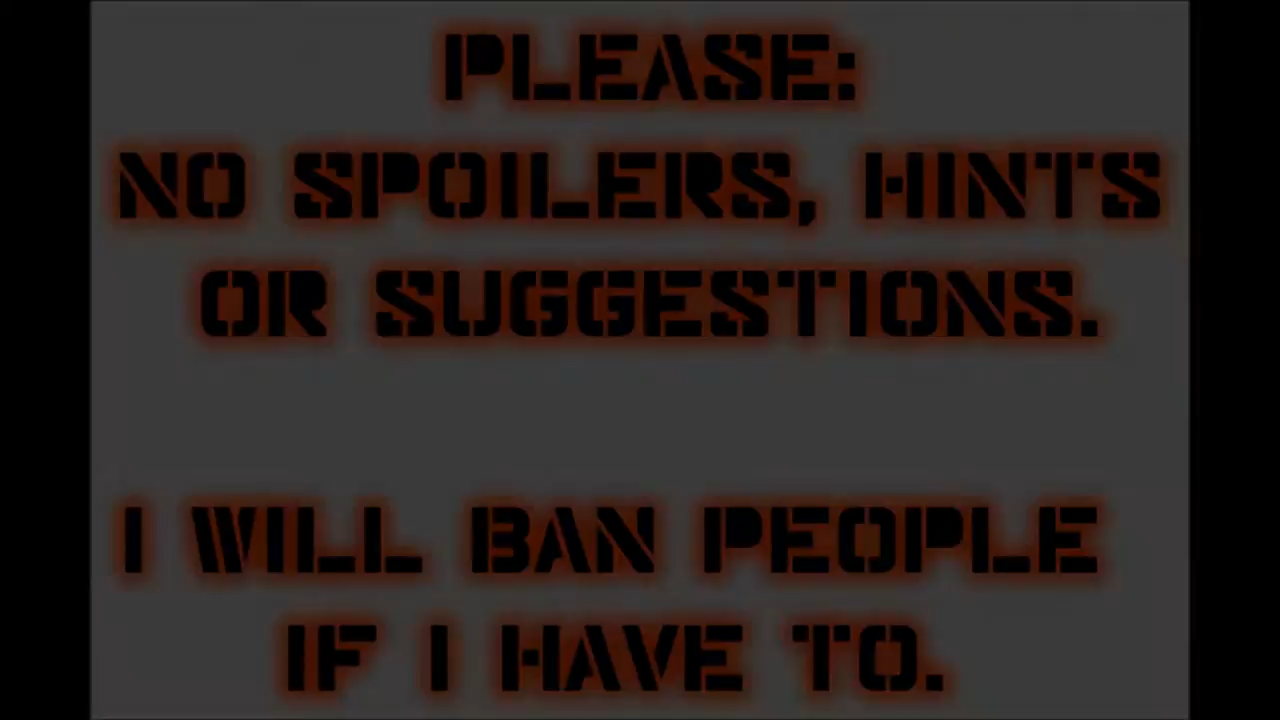 PLEASE:
NO SPOILERS, HINTS
OR SUGGESTIONS.
I WILL BAN PEOPLE
IF I HAVE TO.